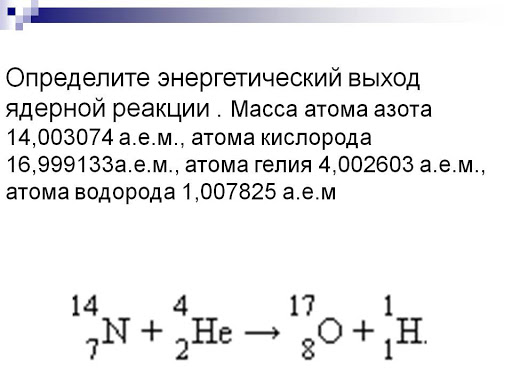 Определите энергетический выход
ядерной реакции . Масса атома азота
14,003074 а.е.м., атома кислорода
16,999133а.е.м., атома гелия 4,002603 а.е.м.,
атома водорода 1,007825 а.е.м
¹⁴₇N + ⁴₂He → ¹⁷₈O + ¹₁H.